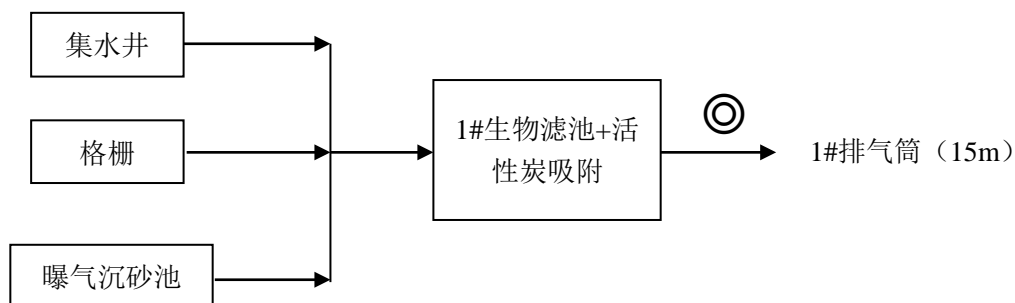 集水井
格栅
曝气沉砂池
1#生物滤池+活
性炭吸附
1#排气筒（15m）